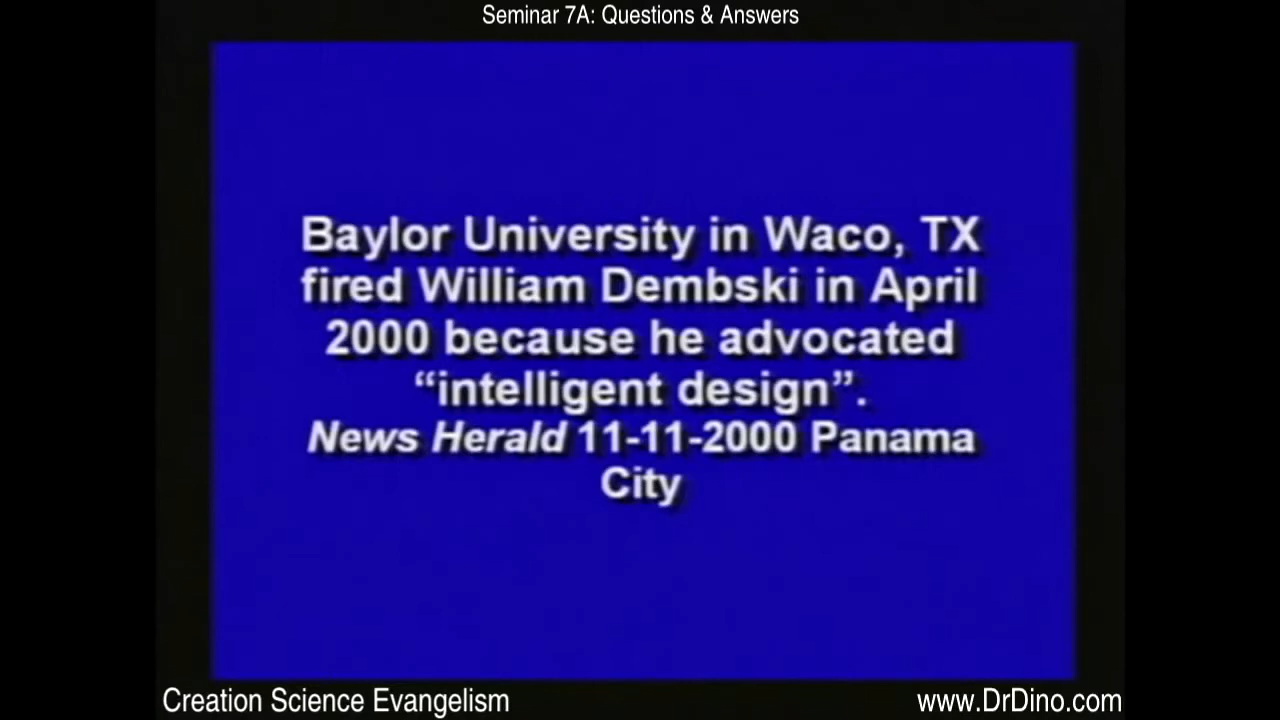 Seminar 7A: Questions & Answers
Baylor University in Waco, TX
fired William Dembski in April
2000 because he advocated
“intelligent design”.
News Herald 11-11-2000 Panama
City
Creation Science Evangelism
www.DrDino.com